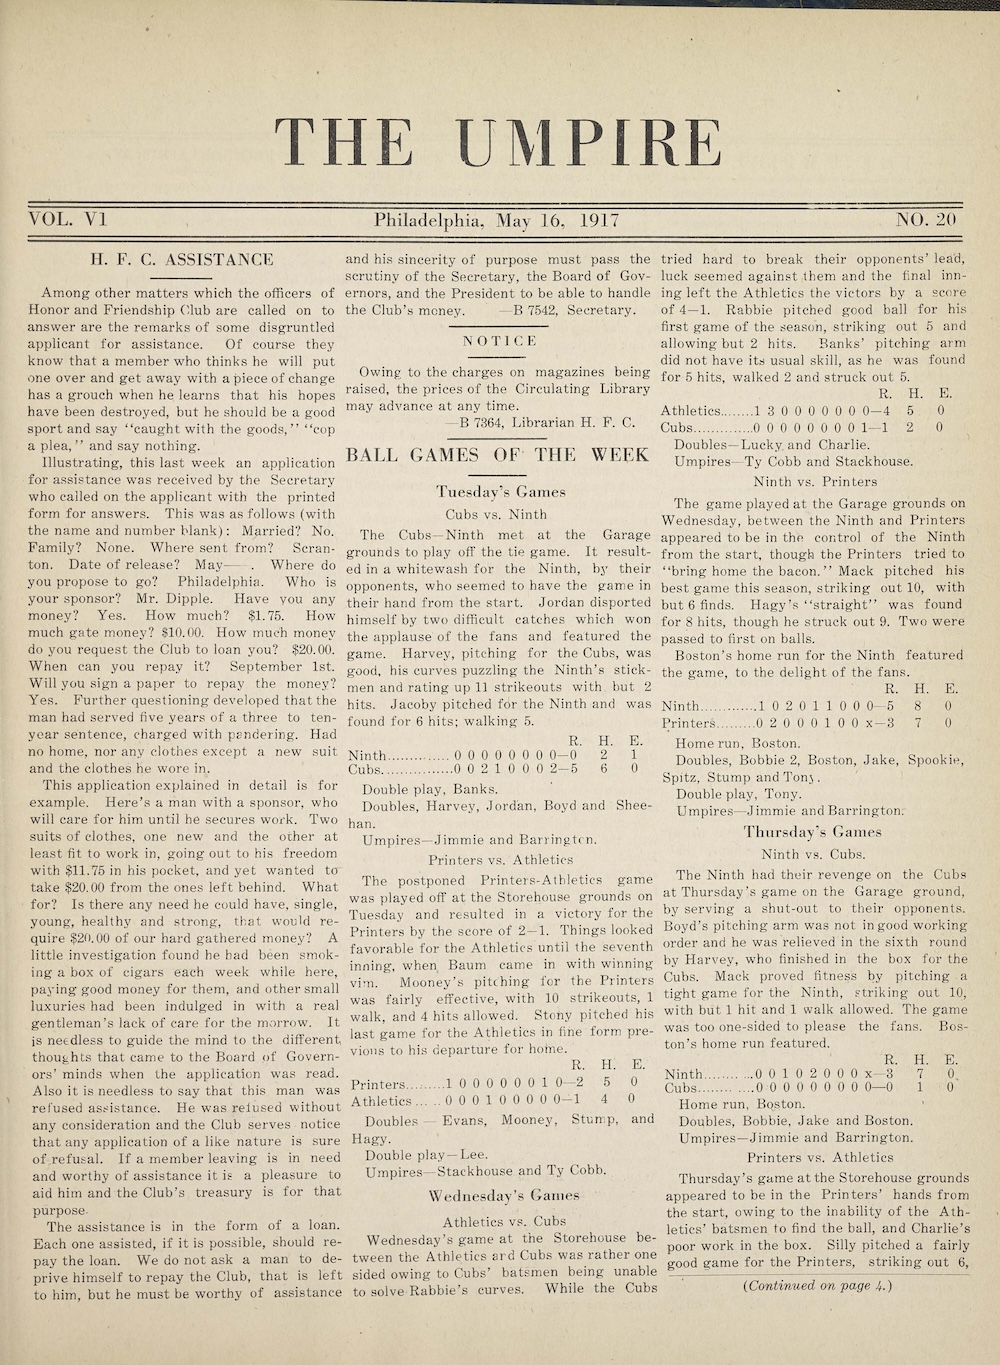 THE UMPIRE
VOL. V1
Philadelphia, May 16, 1917
NO. 20
H. F. C. ASSISTANCE
Among other matters which the officers of
Honor and Friendship Club are called on to
answer are the remarks of some disgruntled
applicant for assistance. Of course they
know that a member who thinks he will put
one over and get away with a piece of change
has a grouch when he learns that his hopes
have been destroyed, but he should be a good
sport and say “caught with the goods,” “cop
a plea,” and say nothing.
Illustrating, this last week an application
for assistance was received by the Secretary
who called on the applicant with the printed
form for answers. This was as follows (with
the name and number blank): Married? No.
Family? None. Where sent from? Scran-
ton. Date of release? May—. Where do
you propose to go? Philadelphia. Who is
your sponsor? Mr. Dipple. Have you any
money? Yes. How much? $1.75. How
much gate money? $10.00. How much money
do you request the Club to loan you? $20.00.
When can you repay it? September 1st.
Will you sign a paper to repay the money?
Yes. Further questioning developed that the
man had served five years of a three to ten-
year sentence, charged with pandering. Had
no home, nor any clothes except a new suit
and the clothes he wore in.
This application explained in detail is for
example. Here’s a man with a sponsor, who
will care for him until he secures work. Two
suits of clothes, one new and the other at
least fit to work in, going out to his freedom
with $11.75 in his pocket, and yet wanted to
take $20.00 from the ones left behind. What
for? Is there any need he could have, single,
young, healthy and strong, that would re-
quire $20.00 of our hard gathered money? A
little investigation found he had been smok-
ing a box of cigars each week while here,
paying good money for them, and other small
luxuries had been indulged in with a real
gentleman’s lack of care for the morrow. It
is needless to guide the mind to the different
thoughts that came to the Board of Govern-
ors’ minds when the application was read.
Also it is needless to say that this man was
refused assistance. He was refused without
any consideration and the Club serves notice
that any application of a like nature is sure
of refusal. If a member leaving is in need
and worthy of assistance it is a pleasure to
aid him and the Club’s treasury is for that
purpose.
The assistance is in the form of a loan.
Each one assisted, if it is possible, should re-
pay the loan. We do not ask a man to de-
prive himself to repay the Club, that is left
to him, but he must be worthy of assistance
and his sincerity of purpose must pass the
scrutiny of the Secretary, the Board of Gov-
ernors, and the President to be able to handle
the Club’s money. —B 7542, Secretary.
NOTICE
Owing to the charges on magazines being
raised, the prices of the Circulating Library
may advance at any time.
—B 7364, Librarian H. F. C.
BALL GAMES OF THE WEEK
Tuesday’s Games
Cubs vs. Ninth
The Cubs—Ninth met at the Garage
grounds to play off the tie game. It result-
ed in a whitewash for the Ninth, by their
opponents, who seemed to have the game in
their hand from the start. Jordan disported
himself by two difficult catches which won
the applause of the fans and featured the
game. Harvey, pitching for the Cubs, was
good, his curves puzzling the Ninth’s stick-
men and rating up 11 strikeouts with but 2
hits. Jacoby pitched for the Ninth and was
found for 6 hits; walking 5.
R. H. E.
Ninth.............. 0 0 0 0 0 0 0 0—0 2 1
Cubs................0 0 2 1 0 0 0 2—5 6 0
Double play, Banks.
Doubles, Harvey, Jordan, Boyd and Shee-
han.
Umpires—Jimmie and Barrington.
Printers vs. Athletics
The postponed Printers-Athletics game
was played off at the Storehouse grounds on
Tuesday and resulted in a victory for the
Printers by the score of 2—1. Things looked
favorable for the Athletics until the seventh
inning, when Baum came in with winning
vim. Mooney’s pitching for the Printers
was fairly effective, with 10 strikeouts, 1
walk, and 4 hits allowed. Stony pitched his
last game for the Athletics in fine form pre-
vions to his departure for home.
R. H. E.
Printers.........1 0 0 0 0 0 0 1 0—2 5 0
Athletics ... ..0 0 0 1 0 0 0 0 0—1 4 0
Doubles — Evans, Mooney, Stump, and
Hagy.
Double play—Lee.
Umpires—Stackhouse and Ty Cobb.
Wednesday’s Games
Athletics vs. Cubs
Wednesday’s game at the Storehouse be-
tween the Athletics and Cubs was rather one
sided owing to Cubs’ batsmen being unable
to solve Rabbie’s curves. While the Cubs
tried hard to break their opponents’ lead,
luck seemed against them and the final inn-
ing left the Athletics the victors by a score
of 4—1. Rabbie pitched good ball for his
first game of the season, striking out 5 and
allowing but 2 hits. Banks’ pitching arm
did not have its usual skill, as he was found
for 5 hits, walked 2 and struck out 5.
R. H. E.
Athletics........1 3 0 0 0 0 0 0 0—4 5 0
Cubs.............0 0 0 0 0 0 0 0 1—1 2 0
Doubles—Lucky and Charlie.
Umpires—Ty Cobb and Stackhouse.
Ninth vs. Printers
The game played at the Garage grounds on
Wednesday, between the Ninth and Printers
appeared to be in the control of the Ninth
from the start, though the Printers tried to
“bring home the bacon.” Mack pitched his
best game this season, striking out 10, with
but 6 finds. Hagy’s “straight” was found
for 8 hits, though he struck out 9. Two were
passed to first on balls.
Boston’s home run for the Ninth featured
the game, to the delight of the fans.
R. H. E.
Ninth............1 0 2 0 1 1 0 0 0—5 8 0
Printers.........0 2 0 0 0 1 0 0 x—3 7 0
Home run, Boston.
Doubles, Bobbie 2, Boston, Jake, Spookie,
Spitz, Stump and Tony.
Double play, Tony.
Umpires—Jimmie and Barrington.
Thursday’s Games
Ninth vs. Cubs.
The Ninth had their revenge on the Cubs
at Thursday’s game on the Garage ground,
by serving a shut-out to their opponents.
Boyd’s pitching arm was not in good working
order and he was relieved in the sixth round
by Harvey, who finished in the box for the
Cubs. Mack proved fitness by pitching a
tight game for the Ninth, striking out 10,
with but 1 hit and 1 walk allowed. The game
was too one-sided to please the fans. Bos-
ton’s home run featured.
R. H. E.
Ninth..........0 0 1 0 2 0 0 0 x—3 7 0
Cubs..........0 0 0 0 0 0 0 0 0—0 1 0
Home run, Boston.
Doubles, Bobbie, Jake and Boston.
Umpires—Jimmie and Barrington.
Printers vs. Athletics
Thursday’s game at the Storehouse grounds
appeared to be in the Printers’ hands from
the start, owing to the inability of the Ath-
letics’ batsmen to find the ball, and Charlie’s
poor work in the box. Silly pitched a fairly
good game for the Printers, striking out 6,
(Continued on page 4.)